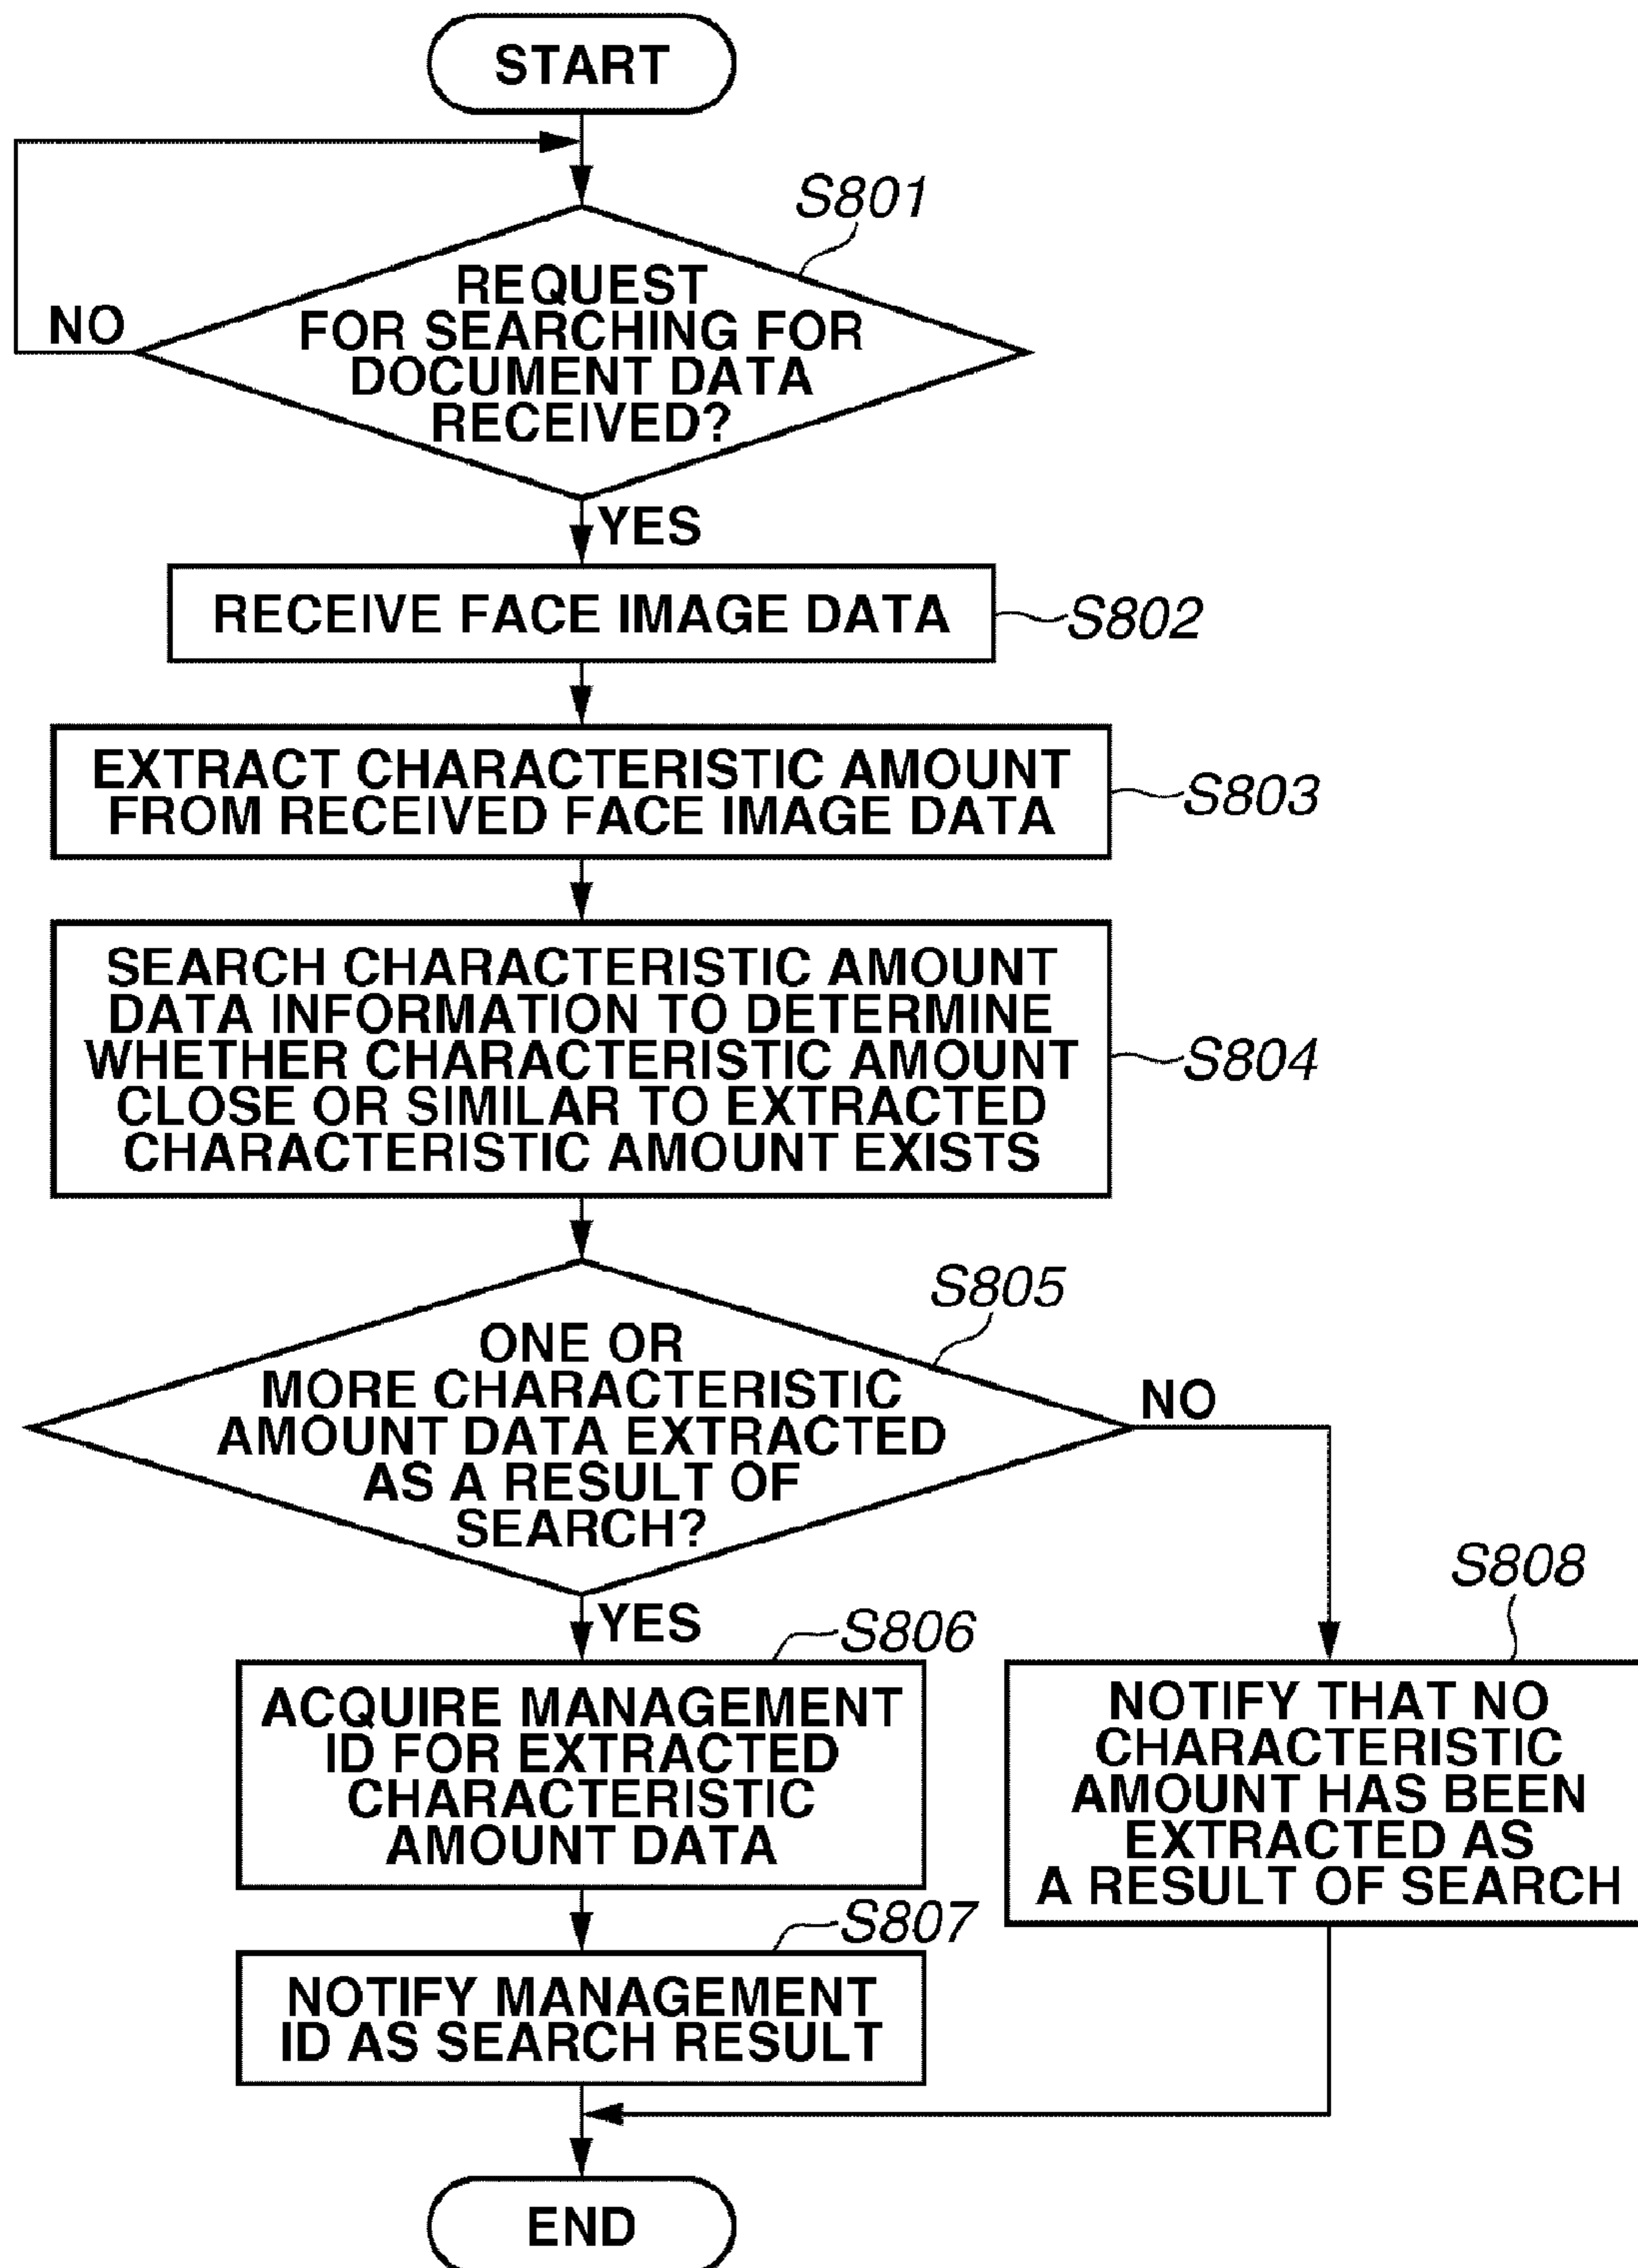 START
S801
REQUEST
FOR SEARCHING FOR
DOCUMENT DATA
RECEIVED?
NO
YES
RECEIVE FACE IMAGE DATA
S802
EXTRACT CHARACTERISTIC AMOUNT
FROM RECEIVED FACE IMAGE DATA
S803
SEARCH CHARACTERISTIC AMOUNT
DATA INFORMATION TO DETERMINE
WHETHER CHARACTERISTIC AMOUNT
CLOSE OR SIMILAR TO EXTRACTED
CHARACTERISTIC AMOUNT EXISTS
S804
S805
ONE OR
MORE CHARACTERISTIC
AMOUNT DATA EXTRACTED
AS A RESULT OF
SEARCH?
NO
YES
S806
ACQUIRE MANAGEMENT
ID FOR EXTRACTED
CHARACTERISTIC
AMOUNT DATA
S808
NOTIFY THAT NO
CHARACTERISTIC
AMOUNT HAS BEEN
EXTRACTED AS
A RESULT OF SEARCH
S807
NOTIFY MANAGEMENT
ID AS SEARCH RESULT
END